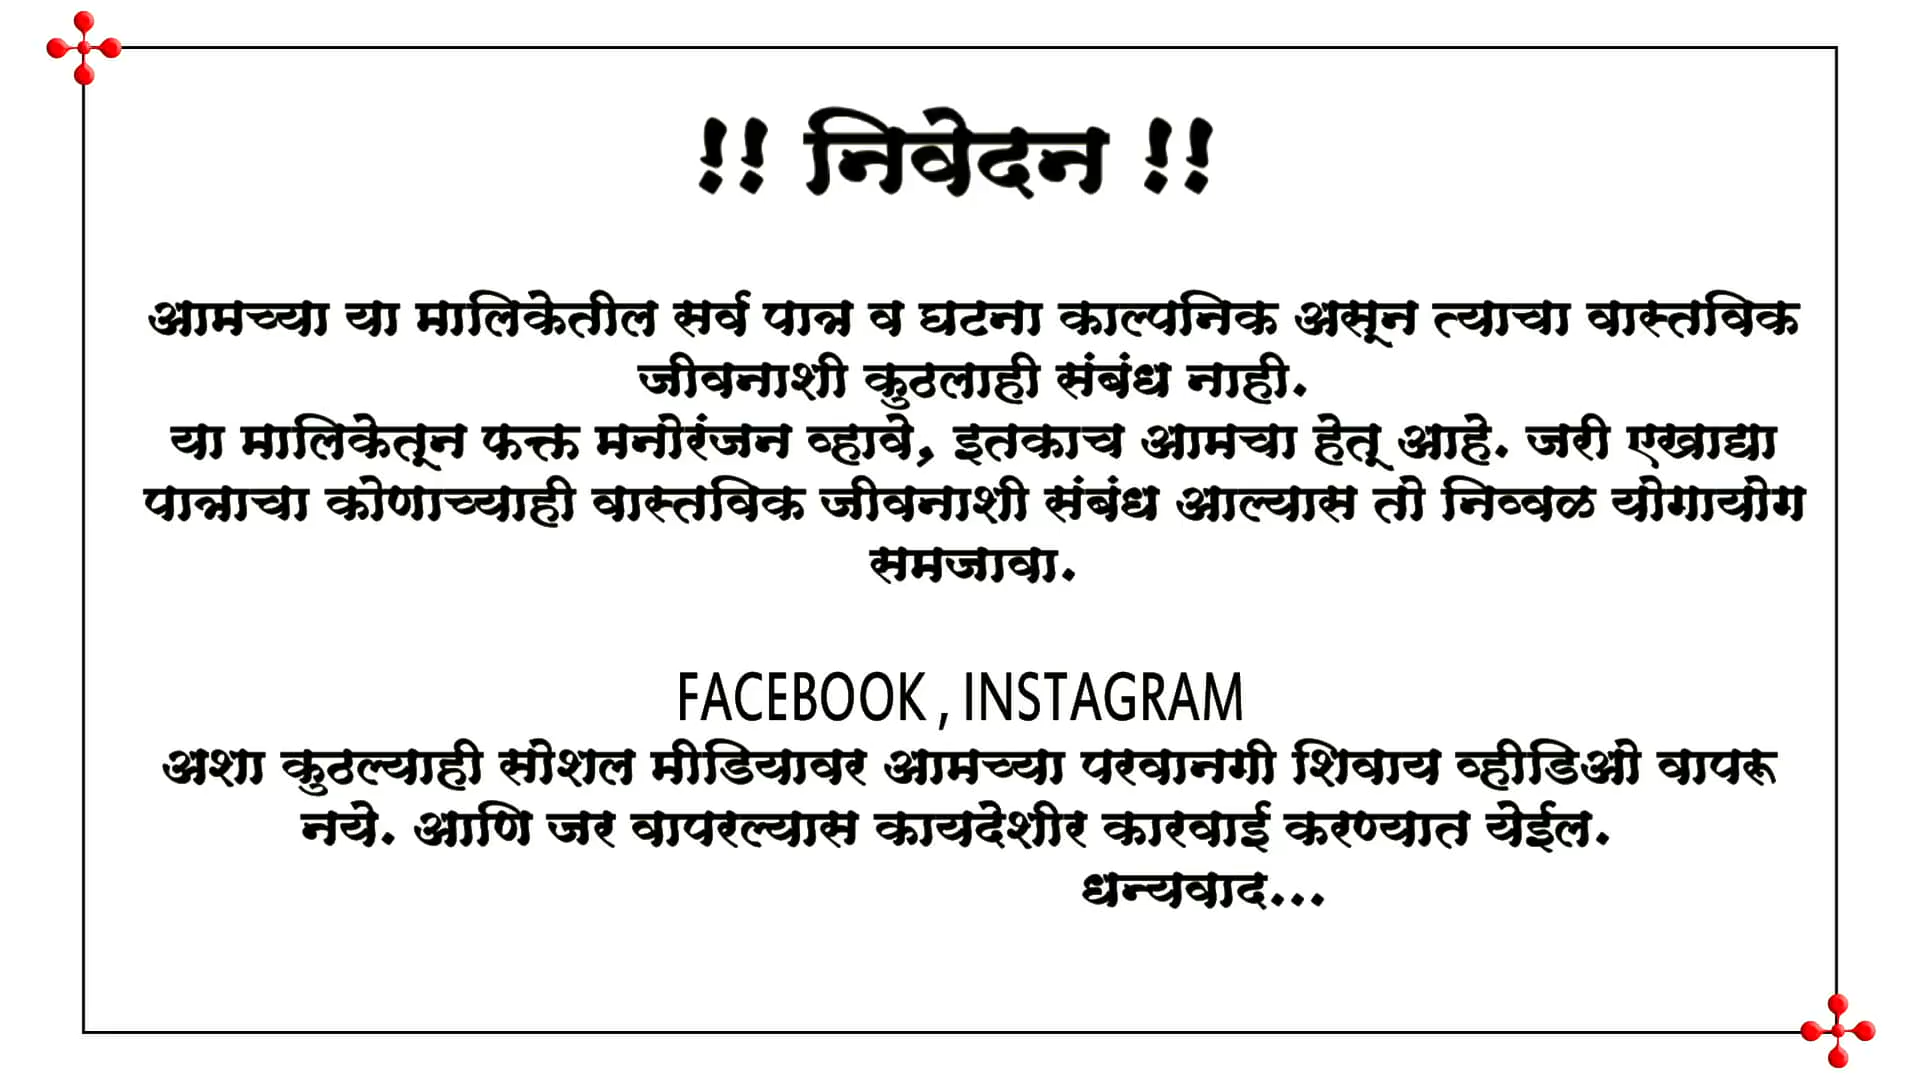 !! निवेदन !!
आमच्या या मालिकेतील सर्व पात्र व घटना काल्पनिक असून त्याचा वास्तविक
जीवनाशी कुठलाही संबंध नाही.
या मालिकेतून फक्त मनोरंजन व्हावे, इतकाच आमचा हेतू आहे. जरी एखाद्या
पात्राचा कोणाच्याही वास्तविक जीवनाशी संबंध आल्यास तो निव्वळ योगायोग
समजावा.
FACEBOOK , INSTAGRAM
अशा कुठल्याही सोशल मीडियावर आमच्या परवानगी शिवाय व्हीडिओ वापरू
नये. आणि जर वापरल्यास कायदेशीर कारवाई करण्यात येईल.
धन्यवाद...